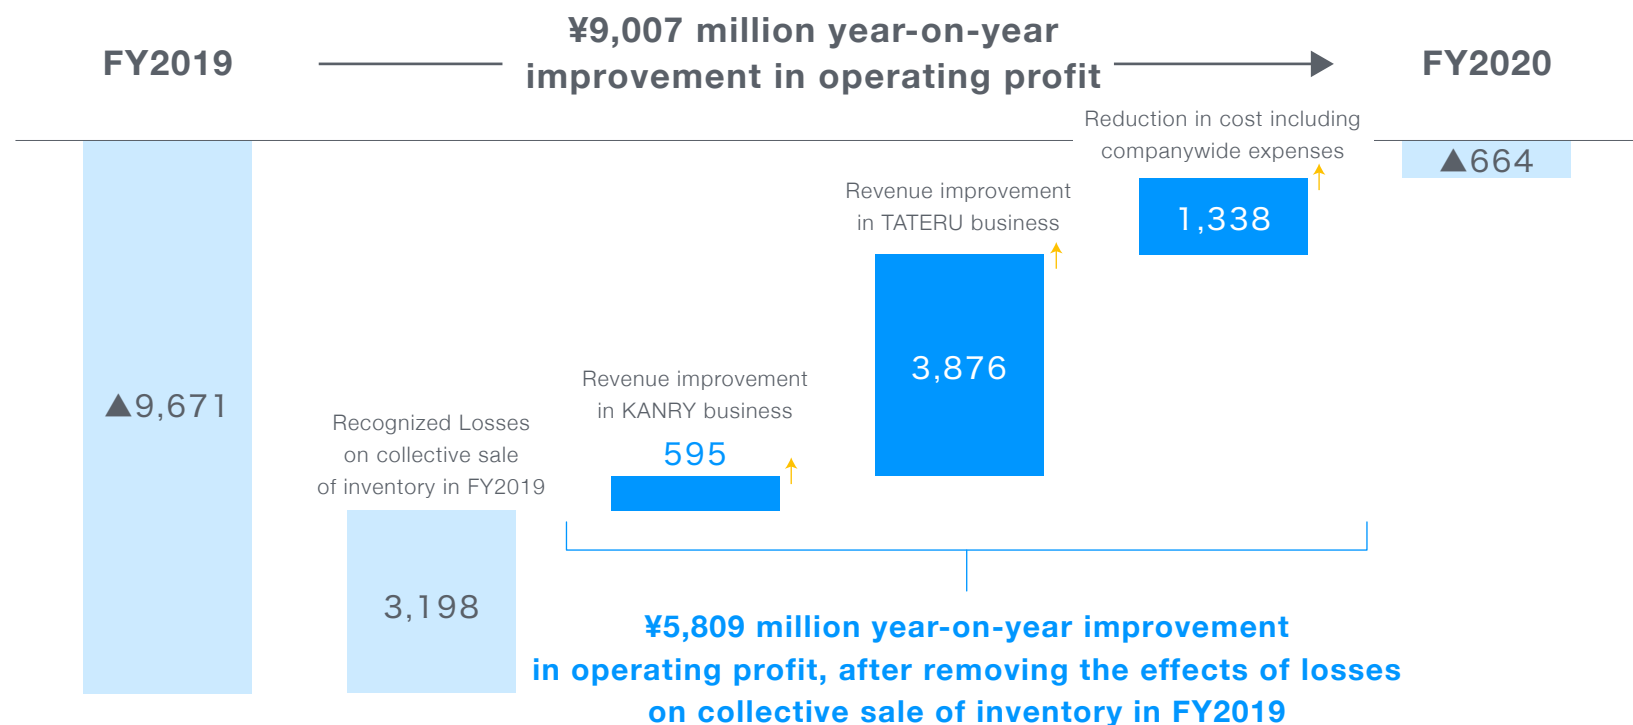 FY2019
¥9,007 million year-on-year
improvement in operating profit
FY2020
▲9,671
Recognized Losses
on collective sale
of inventory in FY2019
3,198
Revenue improvement
in KANRY business
595
Revenue improvement
in TATERU business
3,876
Reduction in cost including
companywide expenses
1,338
▲664
¥5,809 million year-on-year improvement
in operating profit, after removing the effects of losses
on collective sale of inventory in FY2019